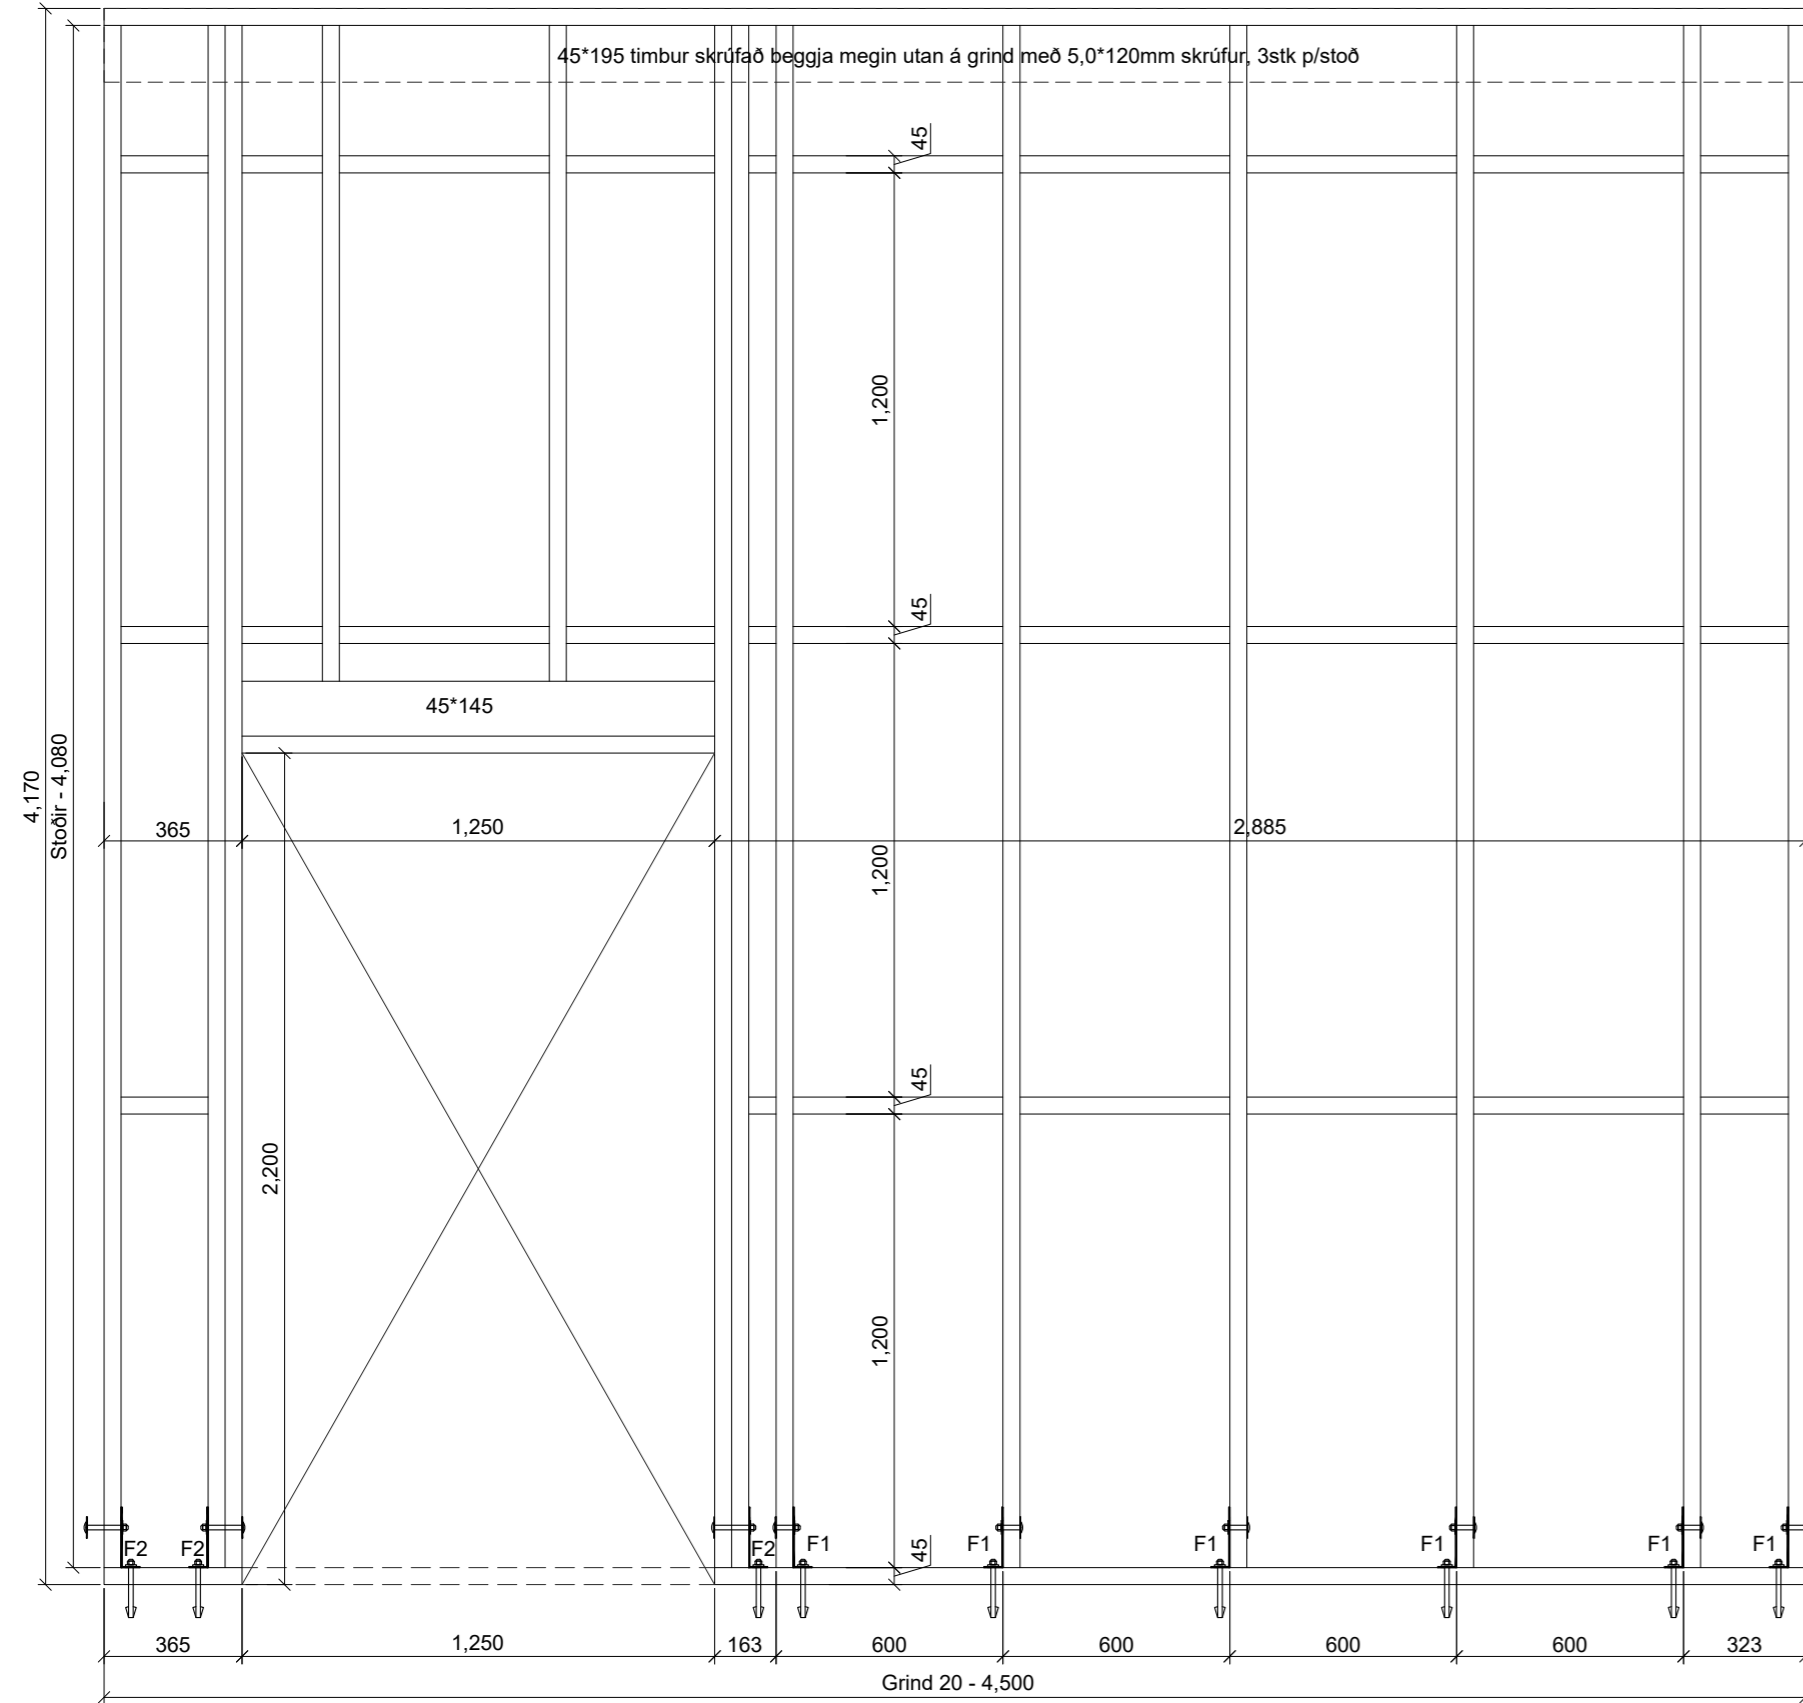 45*195 timbur skrúfað beggja megin utan á grind með 5,0*120mm skrúfur, 3stk p/stoð
45
1,200
45
45*145
4,170
Stoðir - 4,080
365
1,250
2,885
1,200
45
2,200
1,200
F2
F2
F2
F1
F1
F1
F1
F1
F1
45
365
1,250
163
600
600
600
600
323
Grind 20 - 4,500